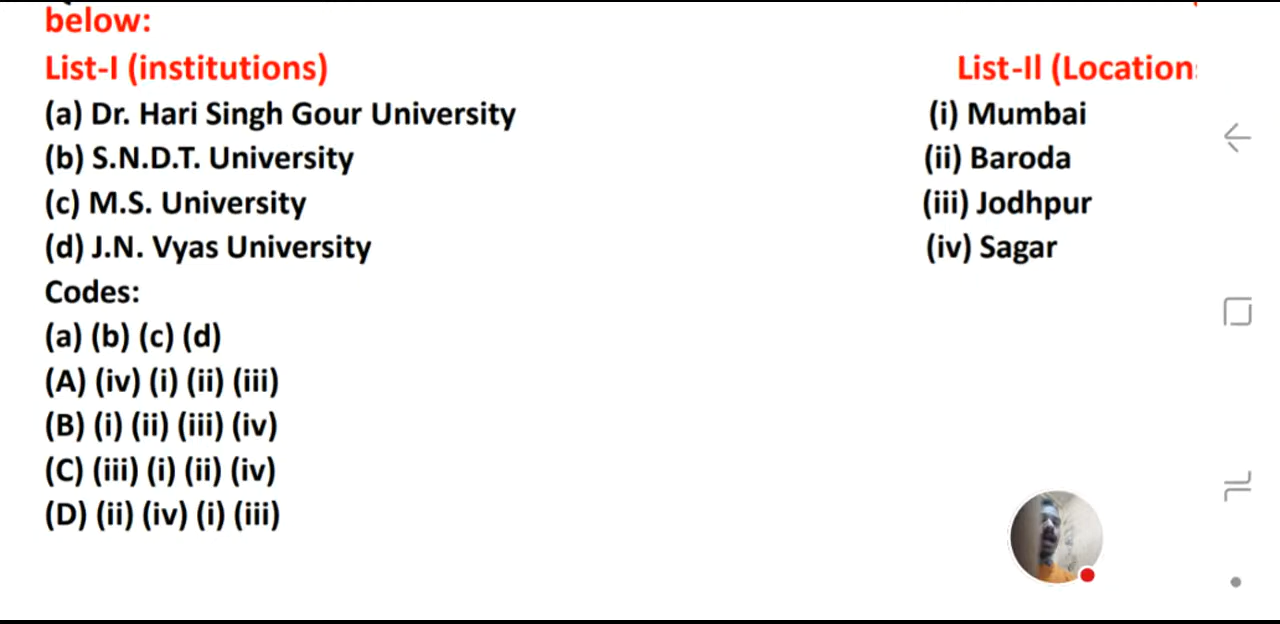 below:
List-I (institutions) List-Il (Location
(a) Dr. Hari Singh Gour University (i) Mumbai
(b) S.N.D.T. University (ii) Baroda
(c) M.S. University (iii) Jodhpur
(d) J.N. Vyas University (iv) Sagar
Codes:
(a) (b) (c) (d)
(A) (iv) (i) (ii) (iii)
(B) (i) (ii) (iii) (iv)
(C) (iii) (i) (ii) (iv)
(D) (ii) (iv) (i) (iii)